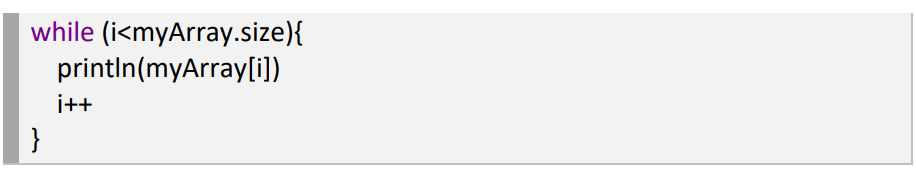 while (i<myArray.size){
    println(myArray[i])
    i++
}